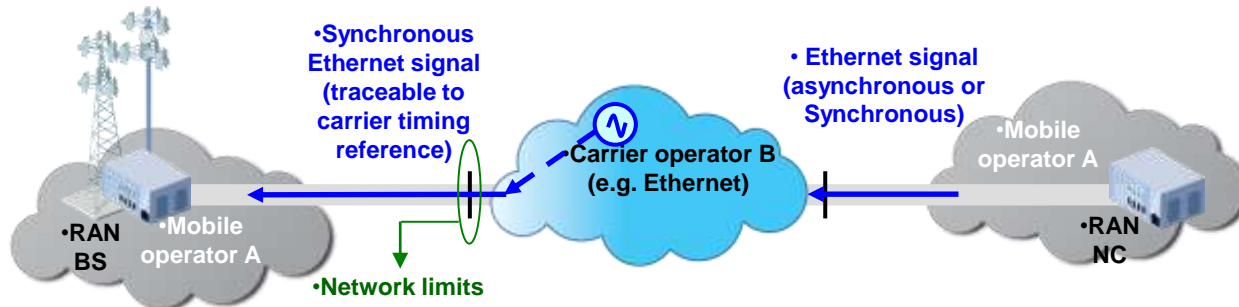 •Synchronous
Ethernet signal
(traceable to
carrier timing
reference)
• Ethernet signal
(asynchronous or
Synchronous)
•Mobile
operator A
•Carrier operator B
(e.g. Ethernet)
•RAN
BS
•Mobile
operator A
•RAN
NC
•Network limits